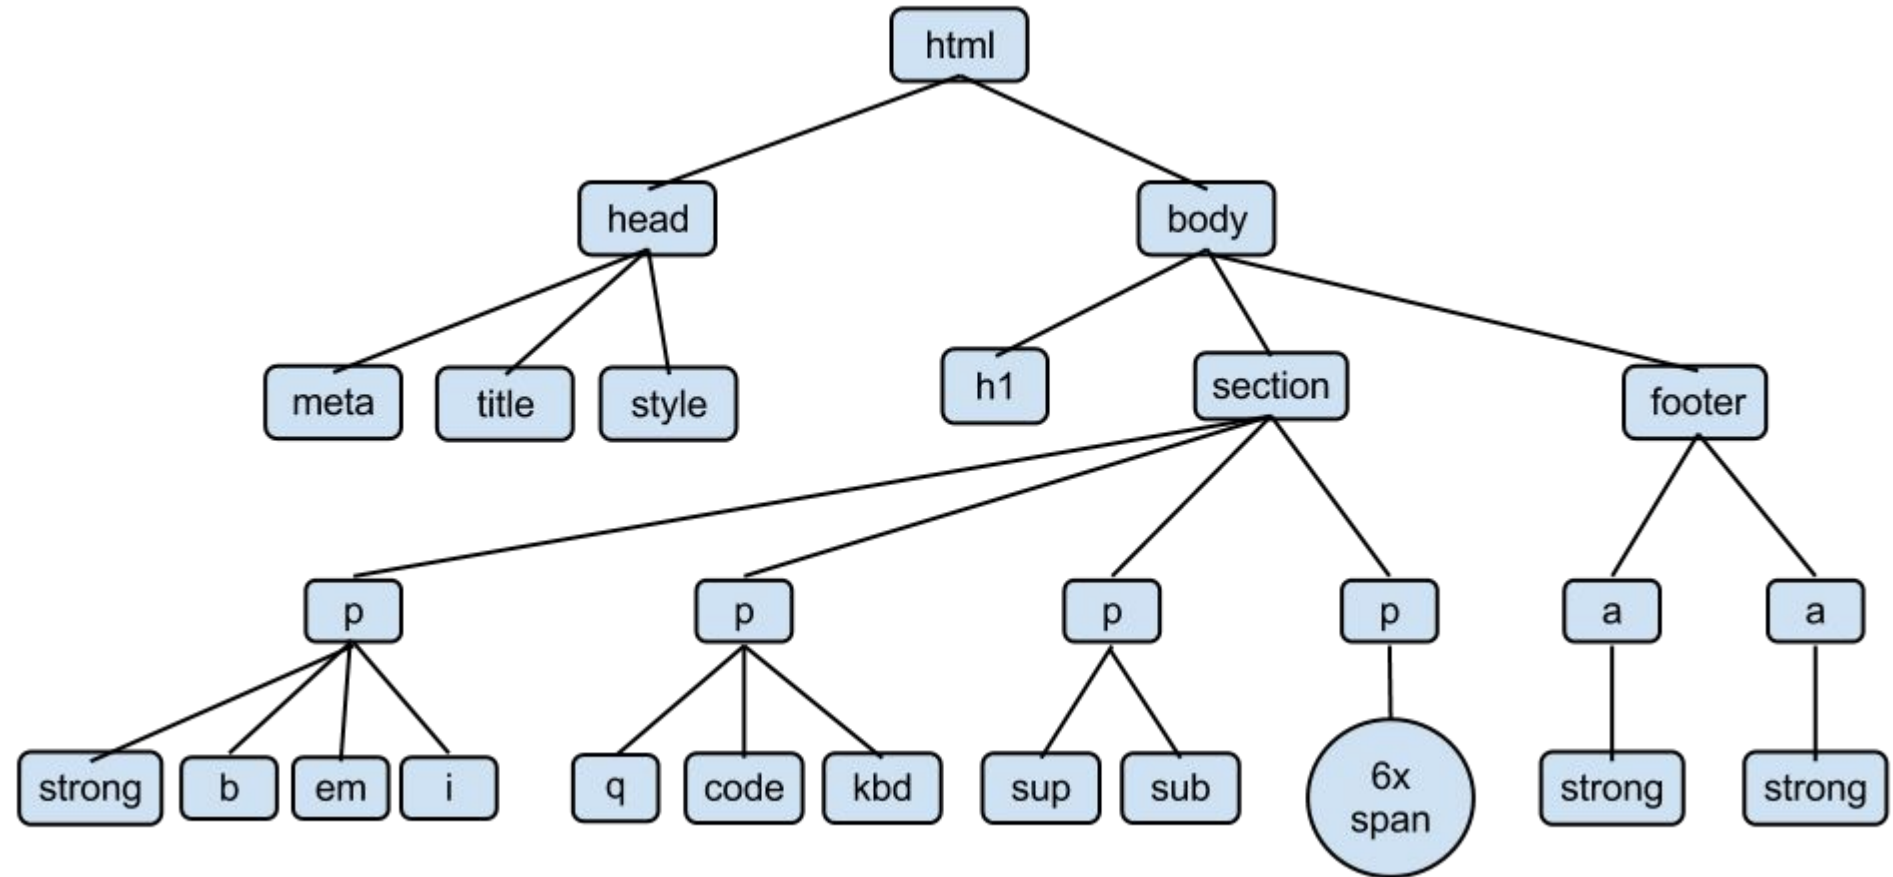 html
head
body
meta
title
style
h1
section
footer
p
p
p
p
a
a
strong
b
em
i
q
code
kbd
sup
sub
6x
span
strong
strong